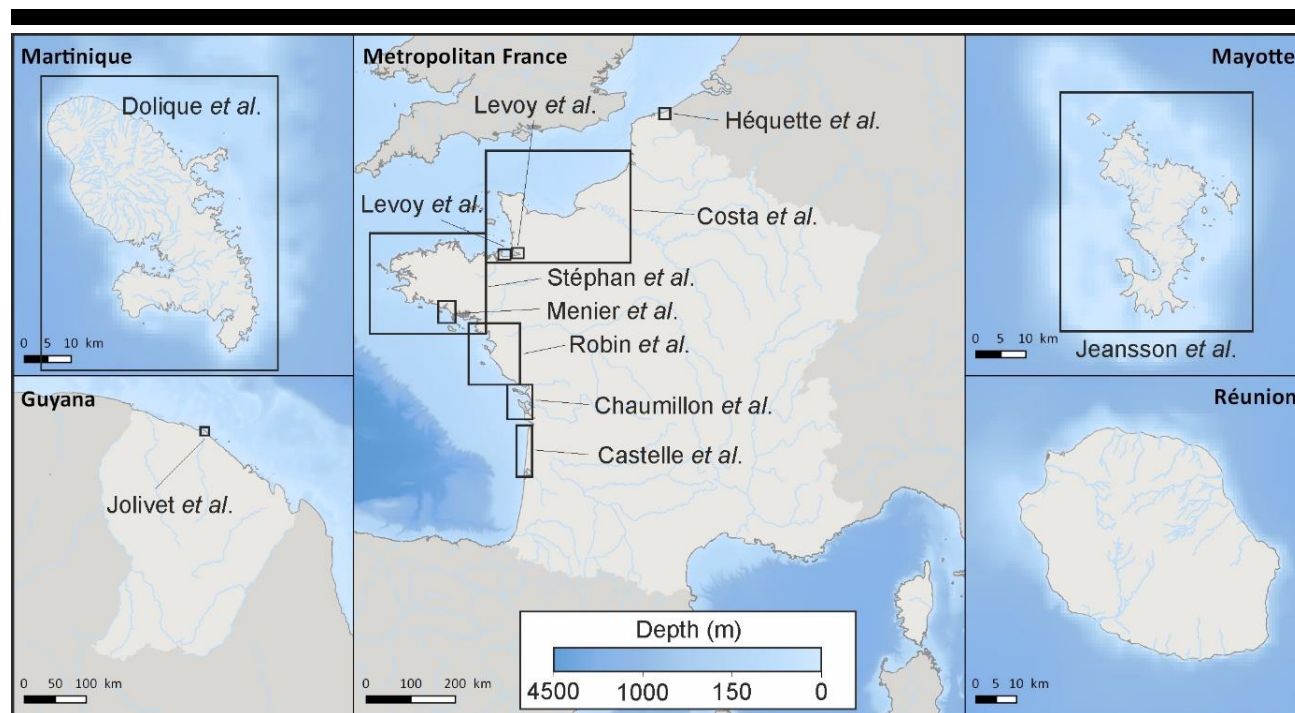 Martinique
Dolique et al.
0 5 10 km
Metropolitan France
Levoy et al.
Héquette et al.
Levoy et al.
Costa et al.
Stéphan et al.
Menier et al.
Robin et al.
Chaumillon et al.
Castelle et al.
0 100 200 km
Depth (m)
4500 1000 150 0
Mayotte
0 5 10 km
Jeansson et al.
Guyana
Jolivet et al.
0 50 100 km
Réunion
0 5 10 km